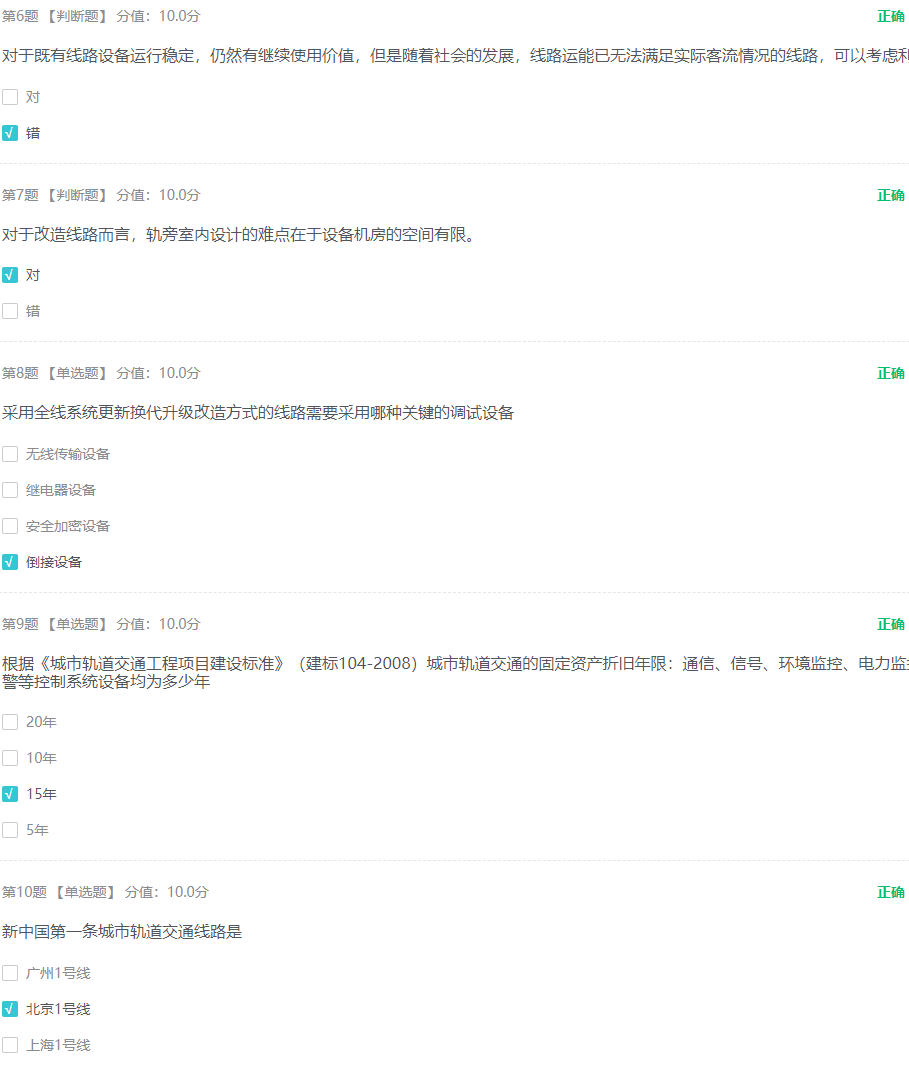 第6题 【判断题】 分值：10.0分 正确
对于既有线路设备运行稳定，仍然有继续使用价值，但是随着社会的发展，线路运能已无法满足实际客流情况的线路，可以考虑
对
√ 错
第7题 【判断题】 分值：10.0分 正确
对于改造线路而言，轨旁室内设计的难点在于设备机房的空间有限。
√ 对
错
第8题 【单选题】 分值：10.0分 正确
采用全线系统更新换代升级改造方式的线路需要采用哪种关键的调试设备
无线传输设备
继电器设备
安全加密设备
√ 倒接设备
第9题 【单选题】 分值：10.0分 正确
根据《城市轨道交通工程项目建设标准》（建标104-2008）城市轨道交通的固定资产折旧年限：通信、信号、环境监控、电力监
警等控制系统设备均为多少年
20年
10年
√ 15年
5年
第10题 【单选题】 分值：10.0分 正确
新中国第一条城市轨道交通线路是
广州1号线
√ 北京1号线
上海1号线